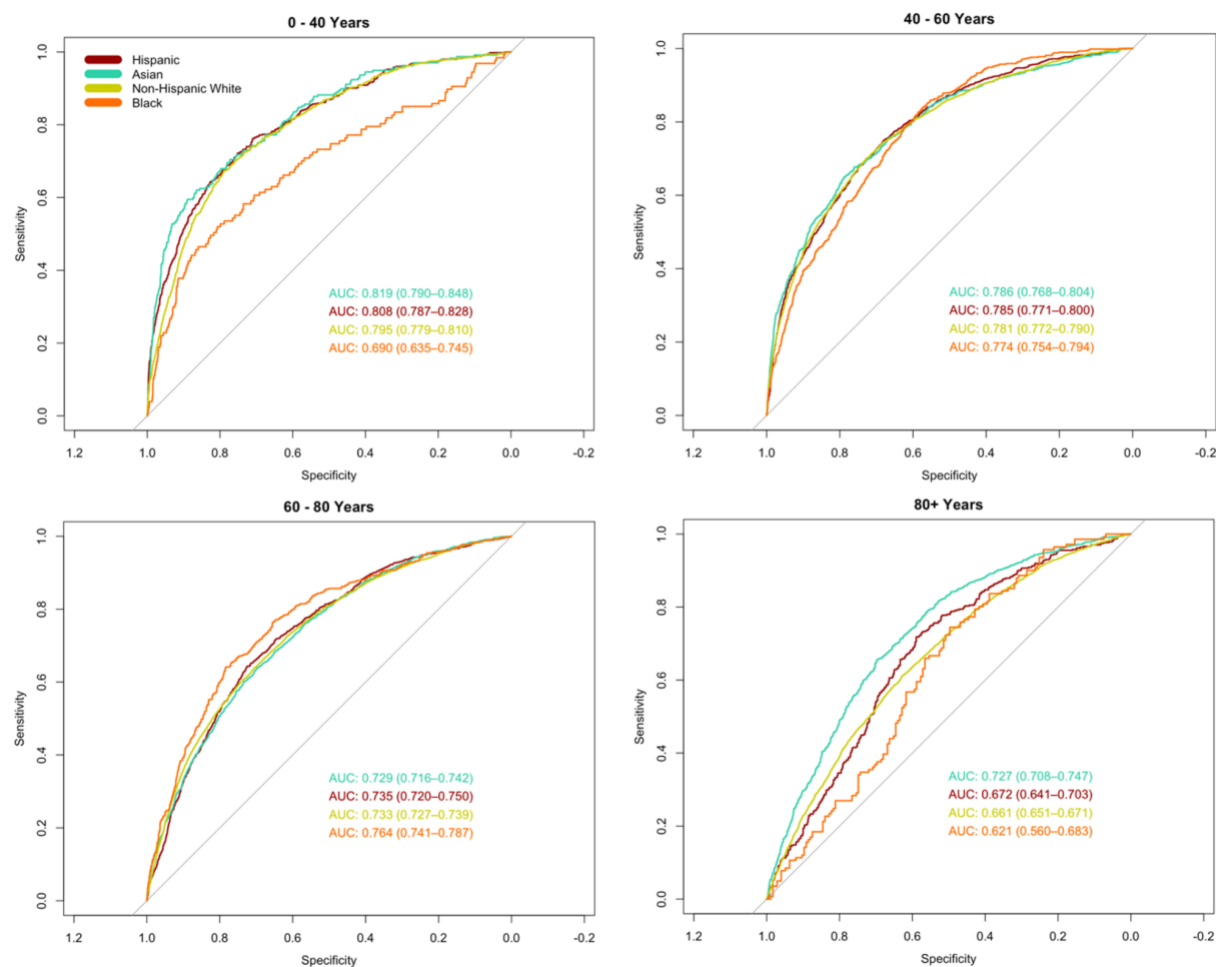 0 - 40 Years
Hispanic
Asian
Non-Hispanic White
Black
Sensitivity
1.0
0.8
0.6
0.4
0.2
0.0
AUC: 0.819 (0.790–0.848)
AUC: 0.808 (0.787–0.828)
AUC: 0.795 (0.779–0.810)
AUC: 0.690 (0.635–0.745)
1.2 1.0 0.8 0.6 0.4 0.2 0.0 -0.2
Specificity
40 - 60 Years
Sensitivity
1.0
0.8
0.6
0.4
0.2
0.0
AUC: 0.786 (0.768–0.804)
AUC: 0.785 (0.771–0.800)
AUC: 0.781 (0.772–0.790)
AUC: 0.774 (0.754–0.794)
1.2 1.0 0.8 0.6 0.4 0.2 0.0 -0.2
Specificity
60 - 80 Years
Sensitivity
1.0
0.8
0.6
0.4
0.2
0.0
AUC: 0.729 (0.716–0.742)
AUC: 0.735 (0.720–0.750)
AUC: 0.733 (0.727–0.739)
AUC: 0.764 (0.741–0.787)
1.2 1.0 0.8 0.6 0.4 0.2 0.0 -0.2
Specificity
80+ Years
Sensitivity
1.0
0.8
0.6
0.4
0.2
0.0
AUC: 0.727 (0.708–0.747)
AUC: 0.672 (0.641–0.703)
AUC: 0.661 (0.651–0.671)
AUC: 0.621 (0.560–0.683)
1.2 1.0 0.8 0.6 0.4 0.2 0.0 -0.2
Specificity